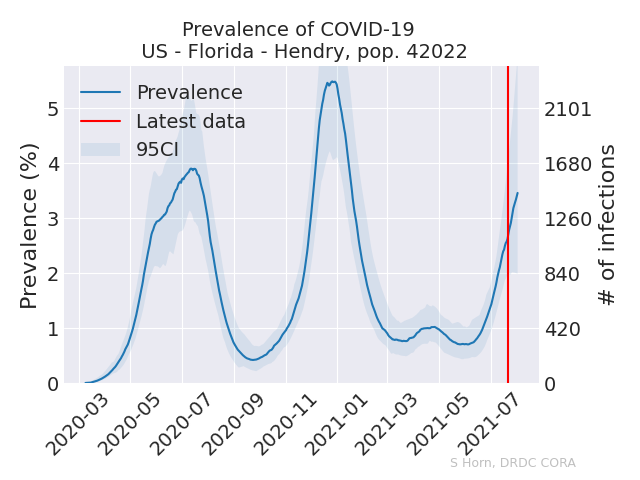 Prevalence of COVID-19
US - Florida - Hendry, pop. 42022
Prevalence
Latest data
95CI
Prevalence (%)
5
4
3
2
1
0
2101
1680
1260
840
420
0
# of infections
2020-03
2020-05
2020-07
2020-09
2020-11
2021-01
2021-03
2021-05
2021-07
S Horn, DRDC CORA